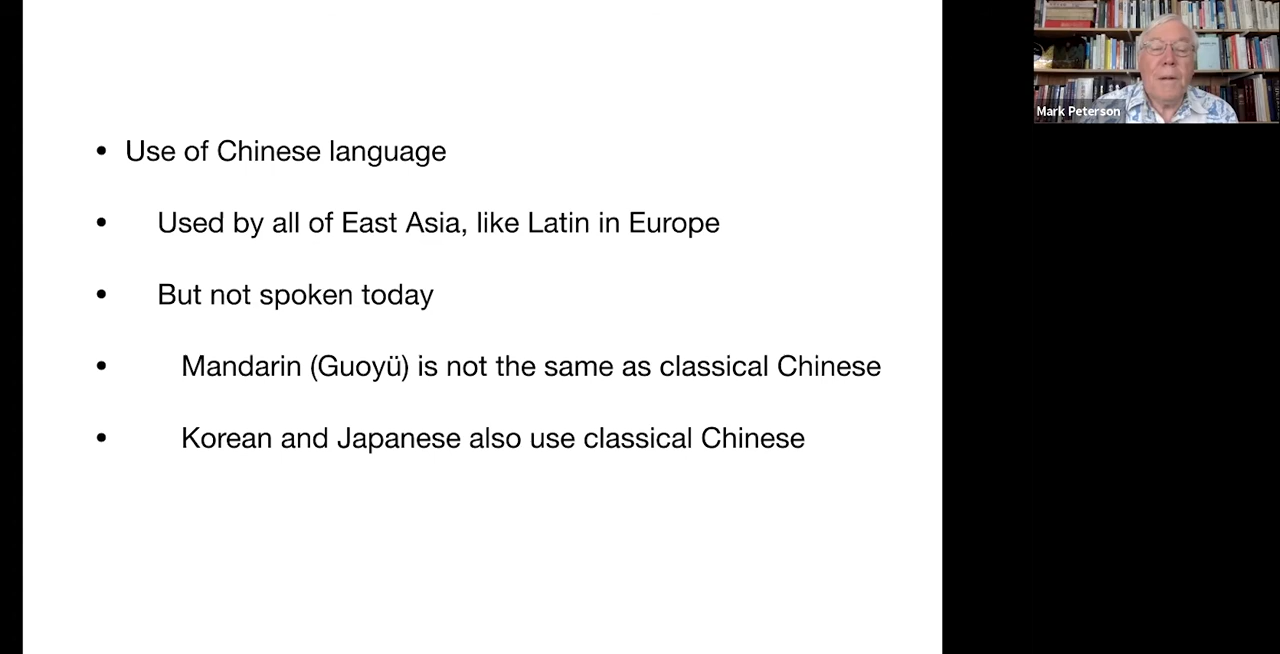 • Use of Chinese language
• Used by all of East Asia, like Latin in Europe
• But not spoken today
• Mandarin (Guoyü) is not the same as classical Chinese
• Korean and Japanese also use classical Chinese
Mark Peterson